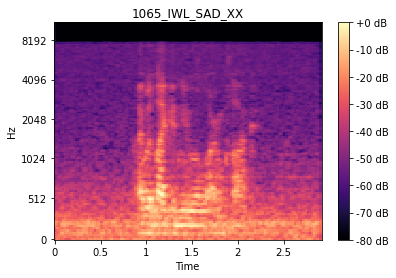 1065_IWL_SAD_XX
+0 dB
8192
-10 dB
4096
-20 dB
-30 dB
2048
-40 dB
Hz
1024
-50 dB
512
-60 dB
-70 dB
0
-80 dB
0 0.5 1 1.5 2 2.5
Time